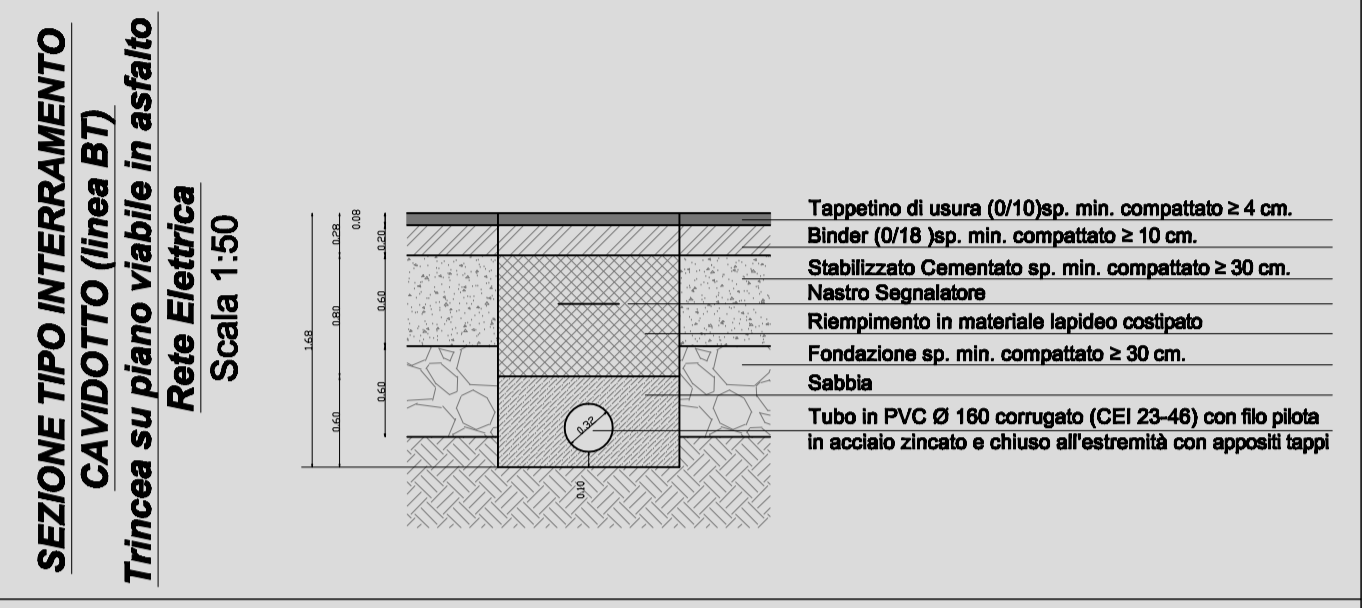 SEZIONE TIPO INTERRAMENTO
CAVIDOTTO (linea BT)
Trincea su piano viabile in asfalto
Rete Elettrica
Scala 1:50
1.68
0.28
0.80
0.60
0.08
0.20
0.60
0.60
0.32
0.10
Tappetino di usura (0/10)sp. min. compattato ≥ 4 cm.
Binder (0/18 )sp. min. compattato ≥ 10 cm.
Stabilizzato Cementato sp. min. compattato ≥ 30 cm.
Nastro Segnalatore
Riempimento in materiale lapideo costipato
Fondazione sp. min. compattato ≥ 30 cm.
Sabbia
Tubo in PVC Ø 160 corrugato (CEI 23-46) con filo pilota
in acciaio zincato e chiuso all'estremità con appositi tappi